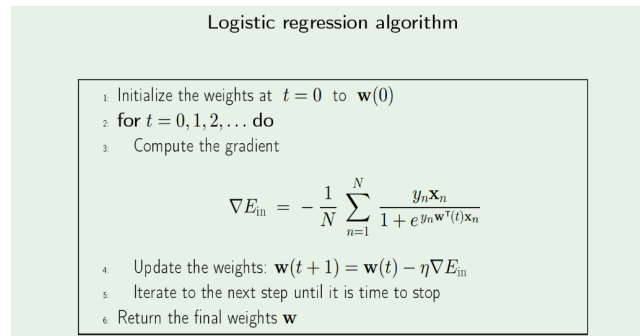 Logistic regression algorithm
1: Initialize the weights at t = 0 to w(0)
2: for t = 0, 1, 2, … do
3: Compute the gradient
∇E_in = − 1/N ∑_{n=1}^{N} y_n x_n / (1 + e^{y_n w^⊤(t) x_n})
4: Update the weights: w(t + 1) = w(t) − η∇E_in
5: Iterate to the next step until it is time to stop
6: Return the final weights w